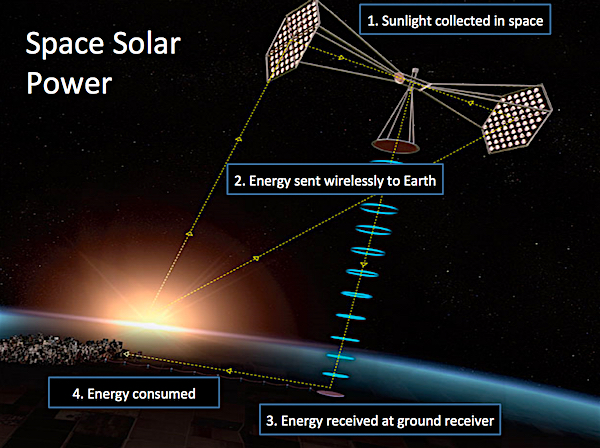 Space Solar
Power
1. Sunlight collected in space
2. Energy sent wirelessly to Earth
3. Energy received at ground receiver
4. Energy consumed